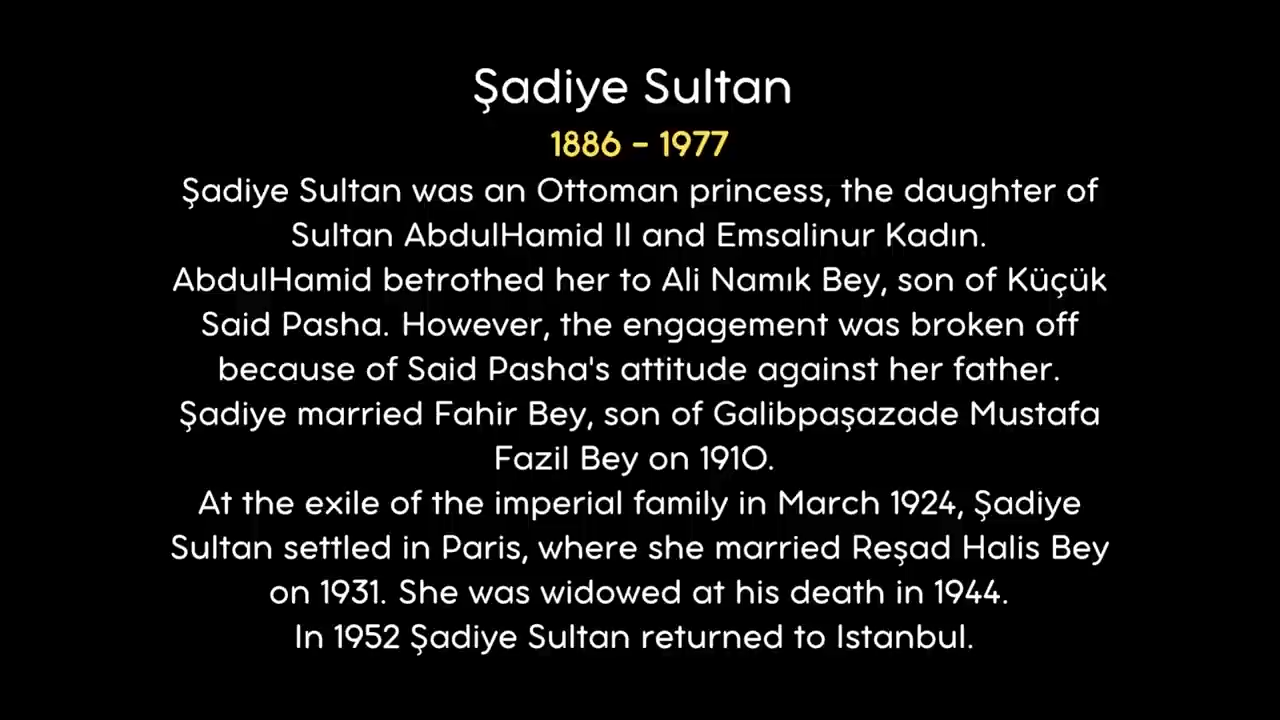 Şadiye Sultan
1886 - 1977
Şadiye Sultan was an Ottoman princess, the daughter of
Sultan AbdulHamid II and Emsalinur Kadın.
AbdulHamid betrothed her to Ali Namık Bey, son of Küçük
Said Pasha. However, the engagement was broken off
because of Said Pasha's attitude against her father.
Şadiye married Fahir Bey, son of Galibpaşazade Mustafa
Fazil Bey on 1910.
At the exile of the imperial family in March 1924, Şadiye
Sultan settled in Paris, where she married Reşad Halis Bey
on 1931. She was widowed at his death in 1944.
In 1952 Şadiye Sultan returned to Istanbul.